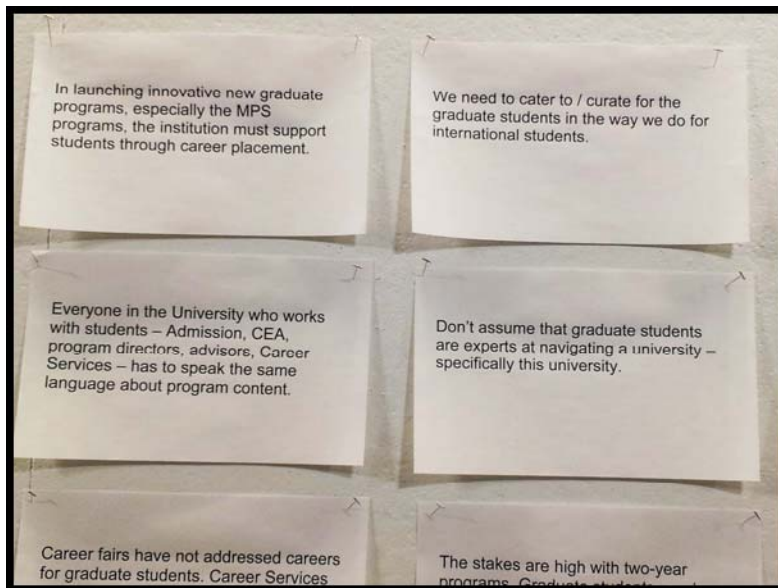 In launching innovative new graduate
programs, especially the MPS
programs, the institution must support
students through career placement.
We need to cater to / curate for the
graduate students in the way we do for
international students.
Everyone in the University who works
with students – Admission, CEA,
program directors, advisors, Career
Services – has to speak the same
language about program content.
Don't assume that graduate students
are experts at navigating a university –
specifically this university.
Career fairs have not addressed careers
for graduate students. Career Services
The stakes are high with two-year
programs. Graduate students